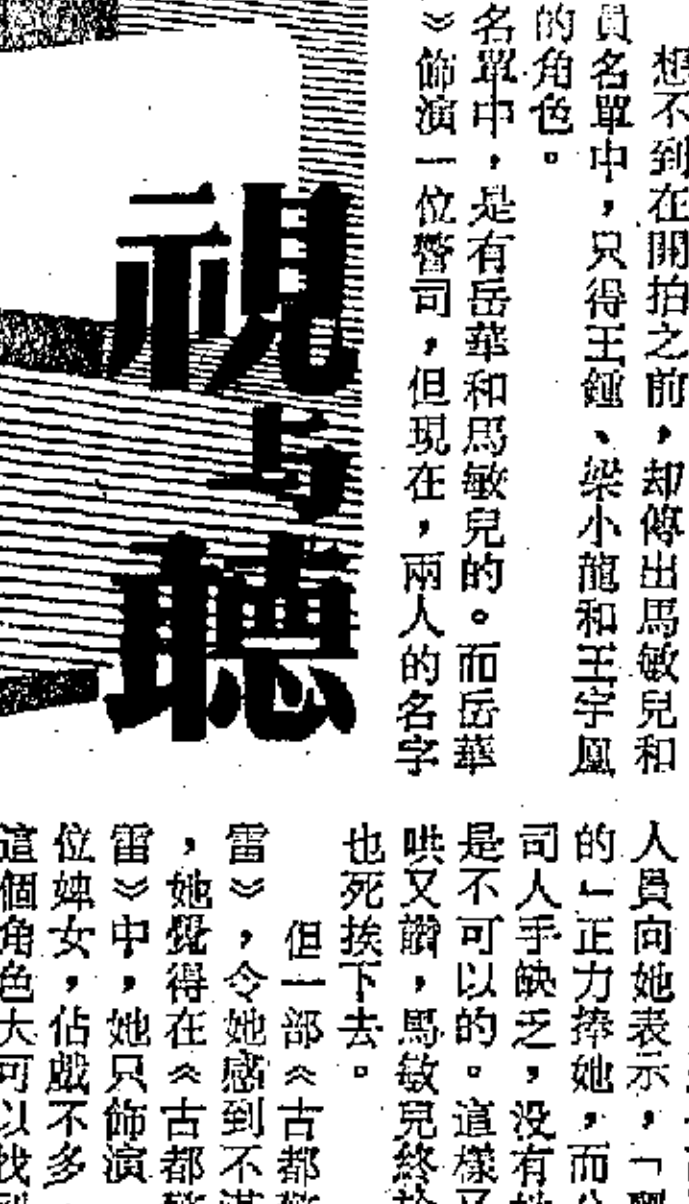 想不到在開拍之前，却傳出馬敏兒和
員名單中，只得王鍾、梁小龍和王宇凰
的角色。
名單中，是有岳華和馬敏兒的。而岳華
》飾演一位警司，但現在，兩人的名字
視与聽
人員向她表示，「
的」正力捧她，而
司人手缺乏，没有
是不可以的。這樣又
哄又讚，馬敏兒終於
也死挨下去。
但一部《古都
雷》，令她感到不滿
，她覺得在《古都
雷》中，她只飾演
位婢女，佔戲不多，
這個角色大可以找到